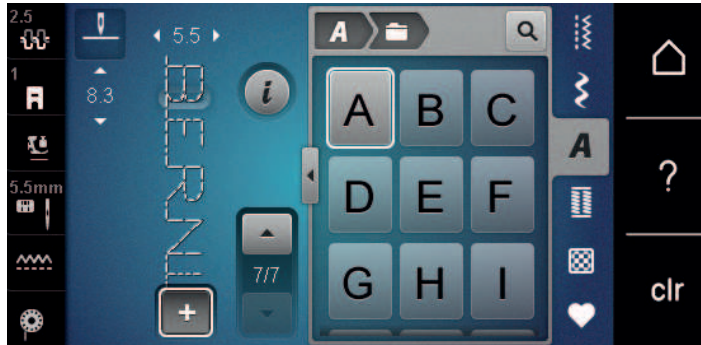 2.5
5.5
A
1
8.3
i
A B C
A
5.5mm
D E F
?
7/7
G H I
+
clr
BERNI